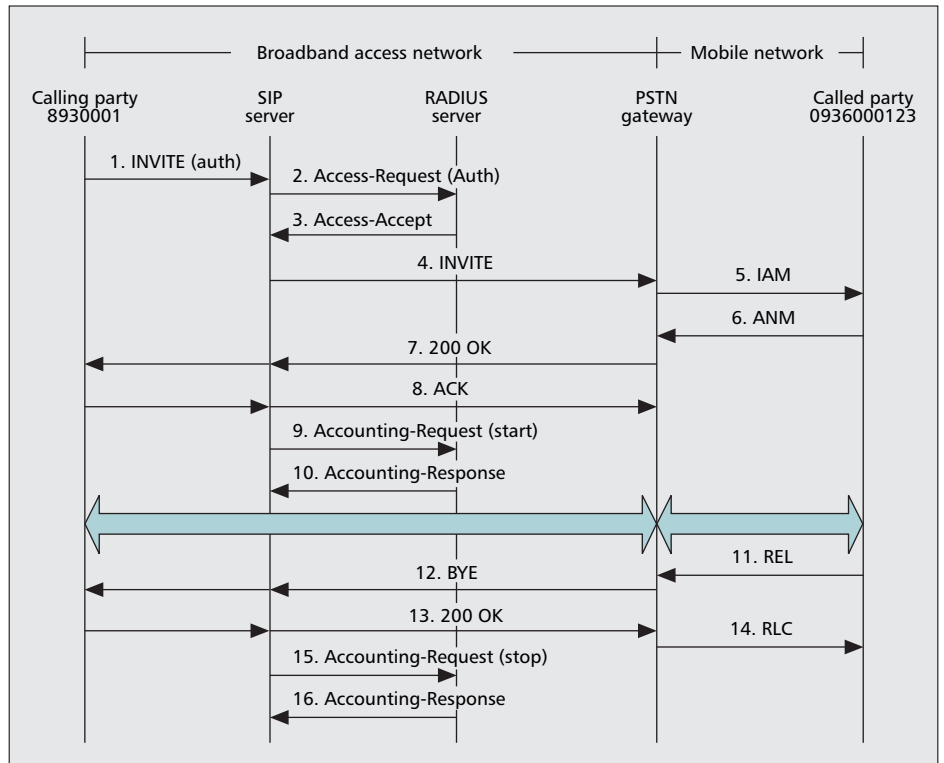 Broadband access network
Mobile network
Calling party
8930001
SIP
server
RADIUS
server
PSTN
gateway
Called party
0936000123
1. INVITE (auth)
2. Access-Request (Auth)
3. Access-Accept
4. INVITE
5. IAM
6. ANM
7. 200 OK
8. ACK
9. Accounting-Request (start)
10. Accounting-Response
11. REL
12. BYE
13. 200 OK
14. RLC
15. Accounting-Request (stop)
16. Accounting-Response